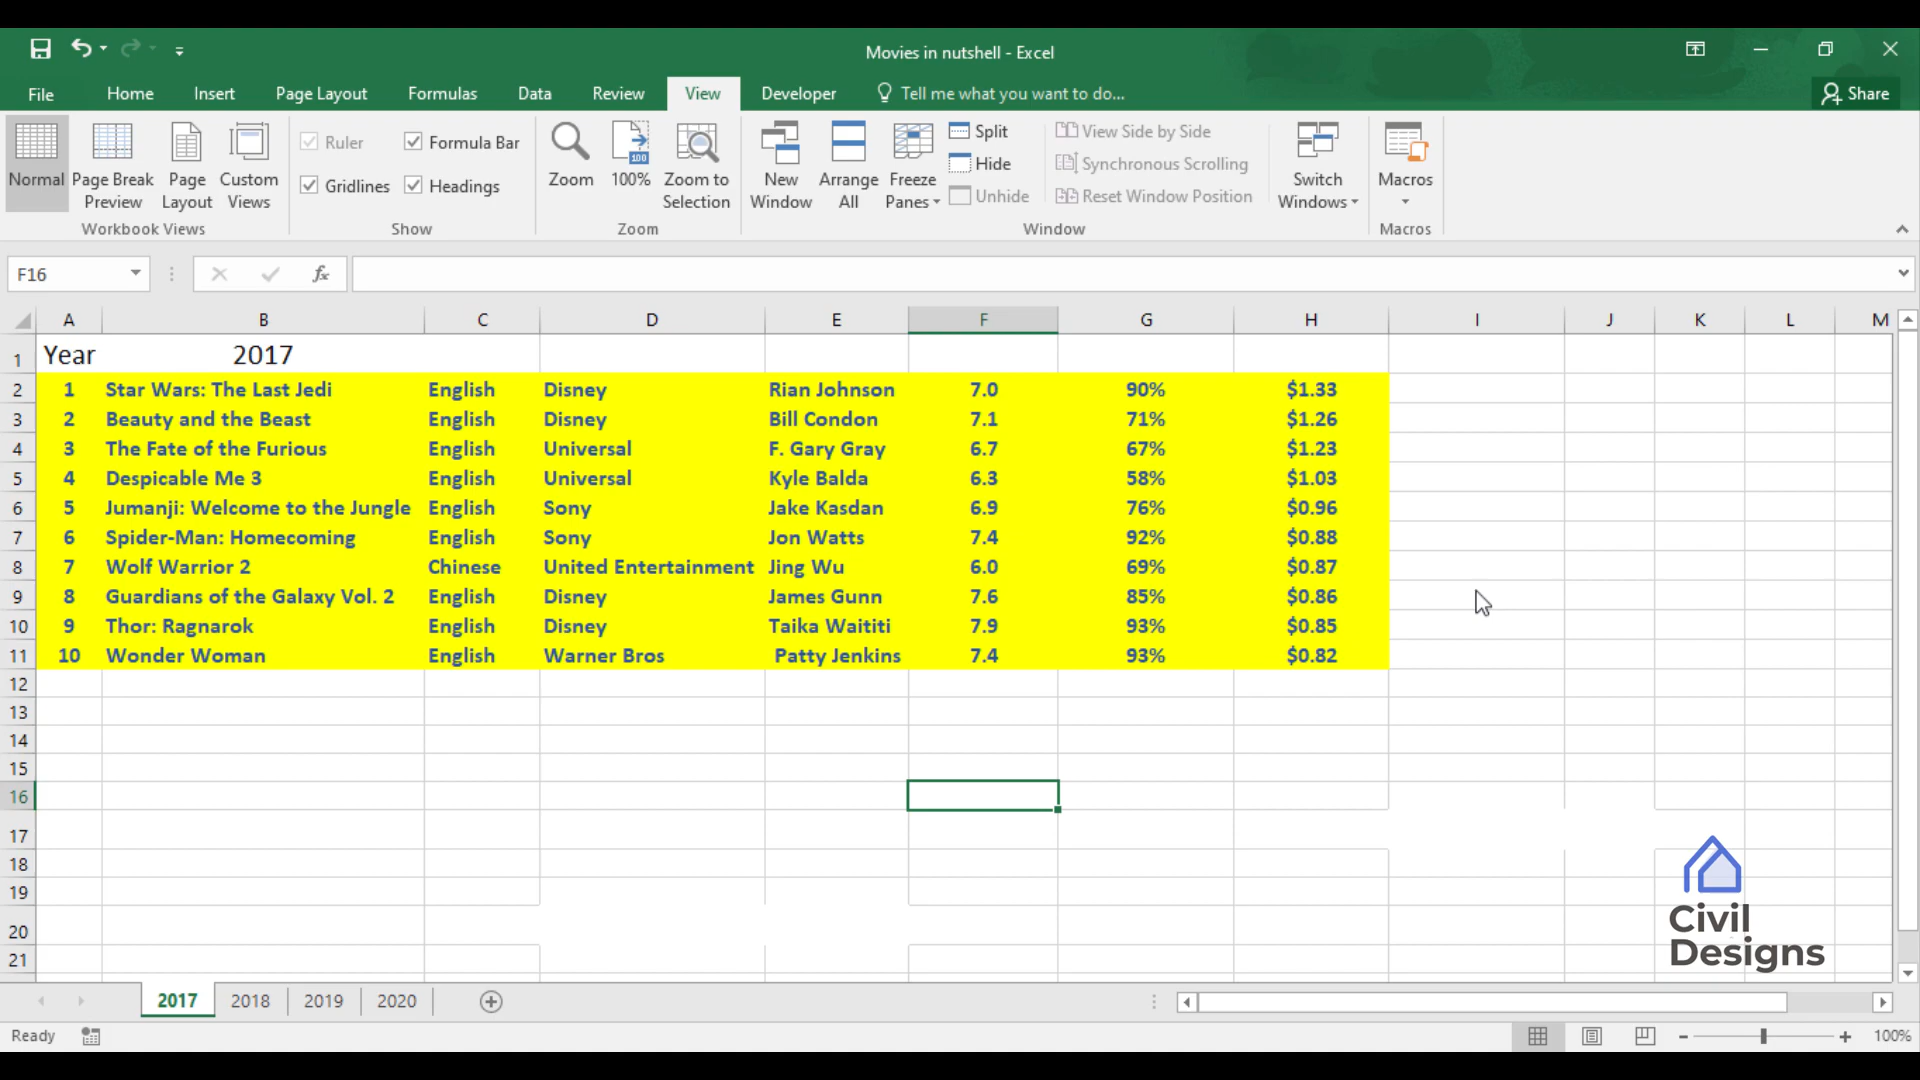 Movies in nutshell - Excel
File Home Insert Page Layout Formulas Data Review View Developer Tell me what you want to do... Share
Normal Page Break Preview Page Layout Custom Views
Workbook Views
Ruler Formula Bar
Gridlines Headings
Show
Zoom 100% Zoom to Selection
100
Zoom
New Window Arrange All Freeze Panes
Split
Hide
Unhide
View Side by Side
Synchronous Scrolling
Reset Window Position
Switch Windows
Window
Macros
Macros
F16 fx
A B C D E F G H I J K L M
1 Year 2017
2 1 Star Wars: The Last Jedi English Disney Rian Johnson 7.0 90% $1.33
3 2 Beauty and the Beast English Disney Bill Condon 7.1 71% $1.26
4 3 The Fate of the Furious English Universal F. Gary Gray 6.7 67% $1.23
5 4 Despicable Me 3 English Universal Kyle Balda 6.3 58% $1.03
6 5 Jumanji: Welcome to the Jungle English Sony Jake Kasdan 6.9 76% $0.96
7 6 Spider-Man: Homecoming English Sony Jon Watts 7.4 92% $0.88
8 7 Wolf Warrior 2 Chinese United Entertainment Jing Wu 6.0 69% $0.87
9 8 Guardians of the Galaxy Vol. 2 English Disney James Gunn 7.6 85% $0.86
10 9 Thor: Ragnarok English Disney Taika Waititi 7.9 93% $0.85
11 10 Wonder Woman English Warner Bros Patty Jenkins 7.4 93% $0.82
12
13
14
15
16
17
18
19
20
21
Civil
Designs
2017 2018 2019 2020
Ready 100%